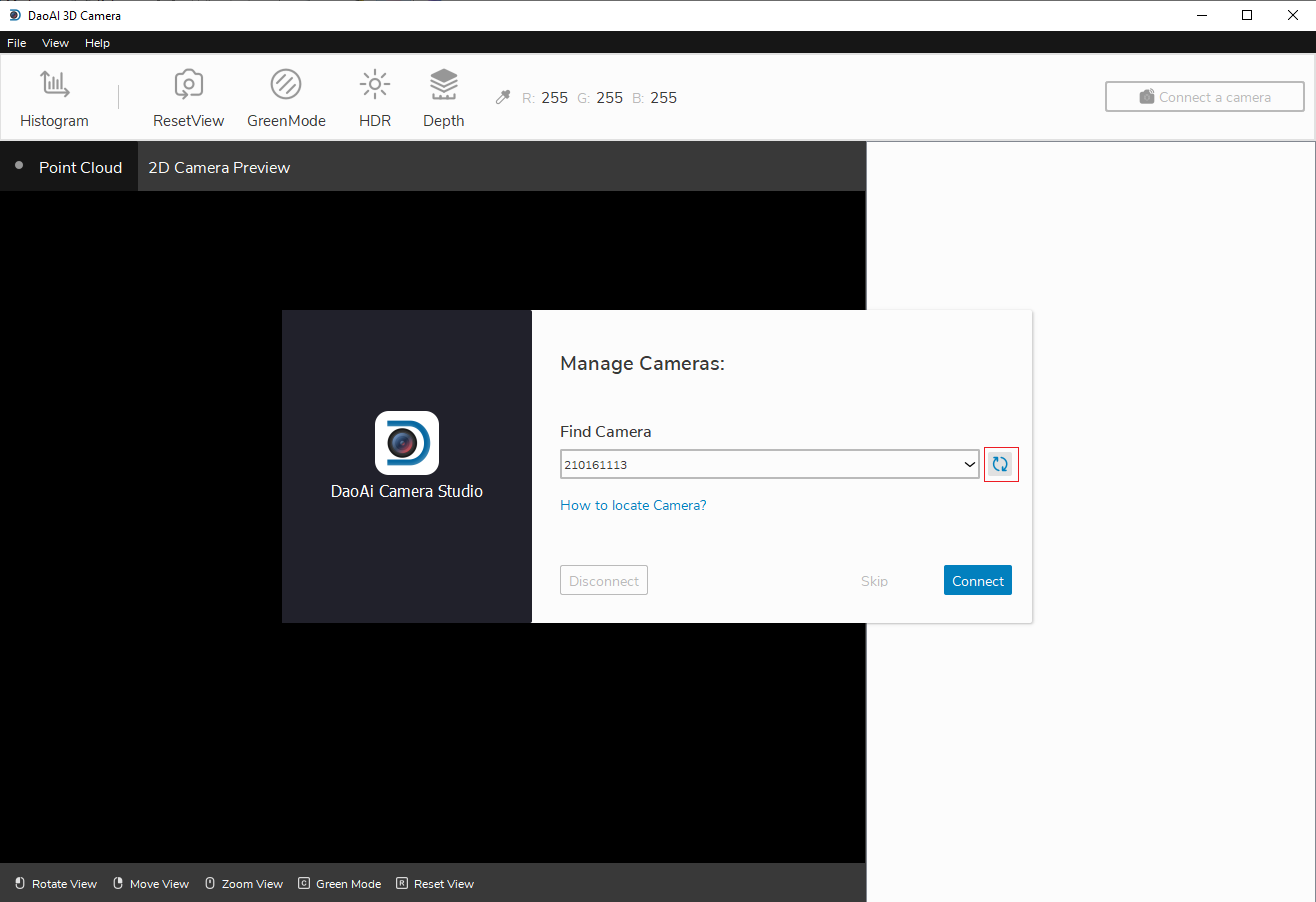 DaoAI 3D Camera
File View Help
Histogram ResetView GreenMode HDR Depth R: 255 G: 255 B: 255 Connect a camera
Point Cloud 2D Camera Preview
Manage Cameras:
Find Camera
210161113
DaoAi Camera Studio
How to locate Camera?
Disconnect Skip Connect
Rotate View Move View Zoom View C Green Mode R Reset View